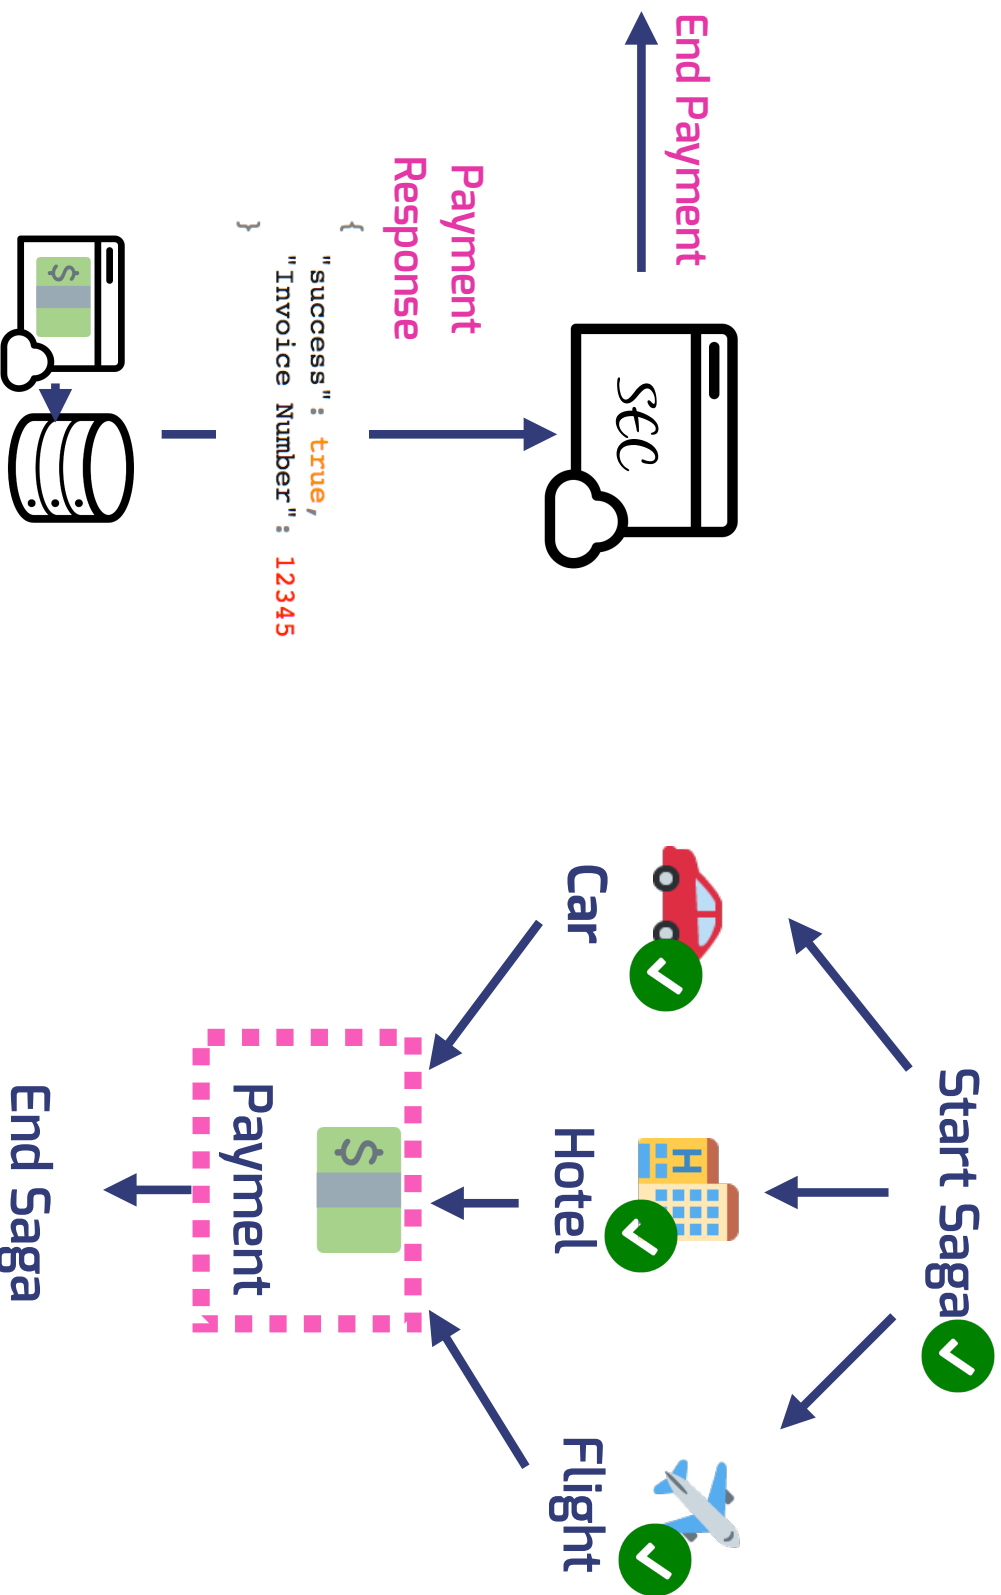 End Payment
SEC
Payment
Response
{
"success": true,
"Invoice Number": 12345
}
$
Start Saga
H
Car
Hotel
Flight
$
Payment
End Saga